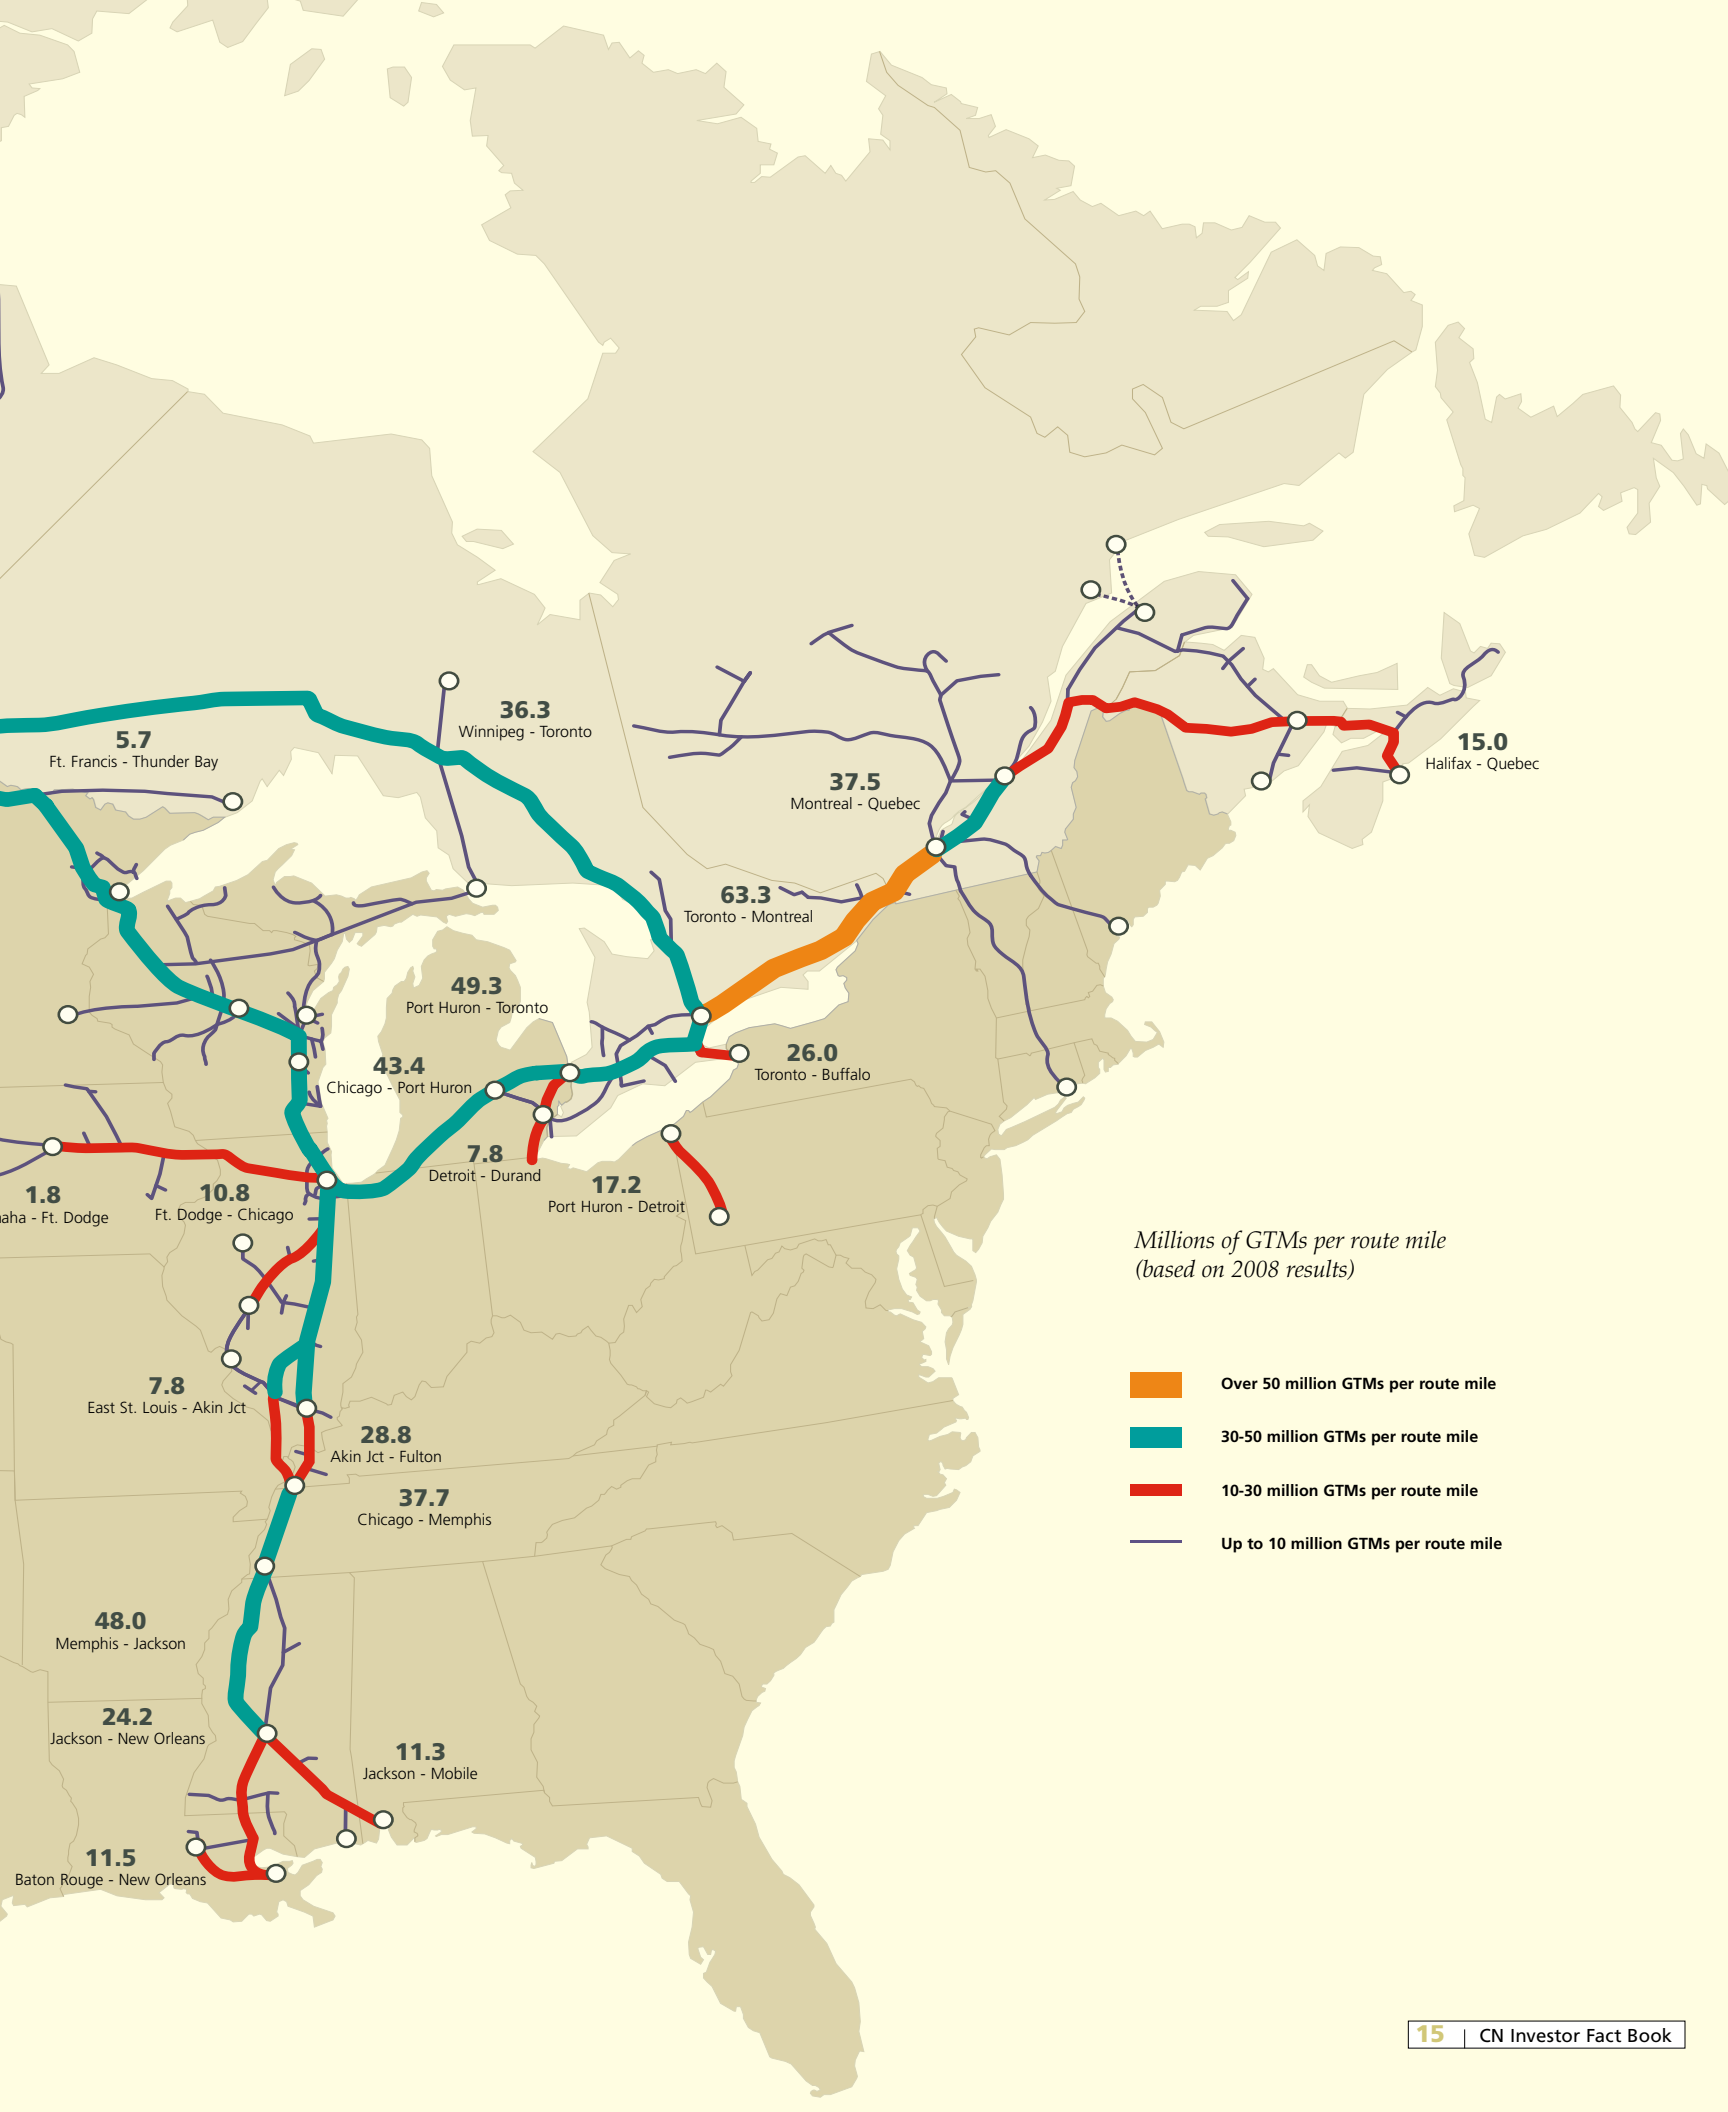 36.3
Winnipeg - Toronto
5.7
Ft. Francis - Thunder Bay
15.0
Halifax - Quebec
37.5
Montreal - Quebec
63.3
Toronto - Montreal
49.3
Port Huron - Toronto
43.4
Chicago - Port Huron
26.0
Toronto - Buffalo
7.8
Detroit - Durand
17.2
Port Huron - Detroit
1.8
aha - Ft. Dodge
10.8
Ft. Dodge - Chicago
Millions of GTMs per route mile
(based on 2008 results)
Over 50 million GTMs per route mile
30-50 million GTMs per route mile
10-30 million GTMs per route mile
Up to 10 million GTMs per route mile
7.8
East St. Louis - Akin Jct
28.8
Akin Jct - Fulton
37.7
Chicago - Memphis
48.0
Memphis - Jackson
24.2
Jackson - New Orleans
11.3
Jackson - Mobile
11.5
Baton Rouge - New Orleans
15 CN Investor Fact Book